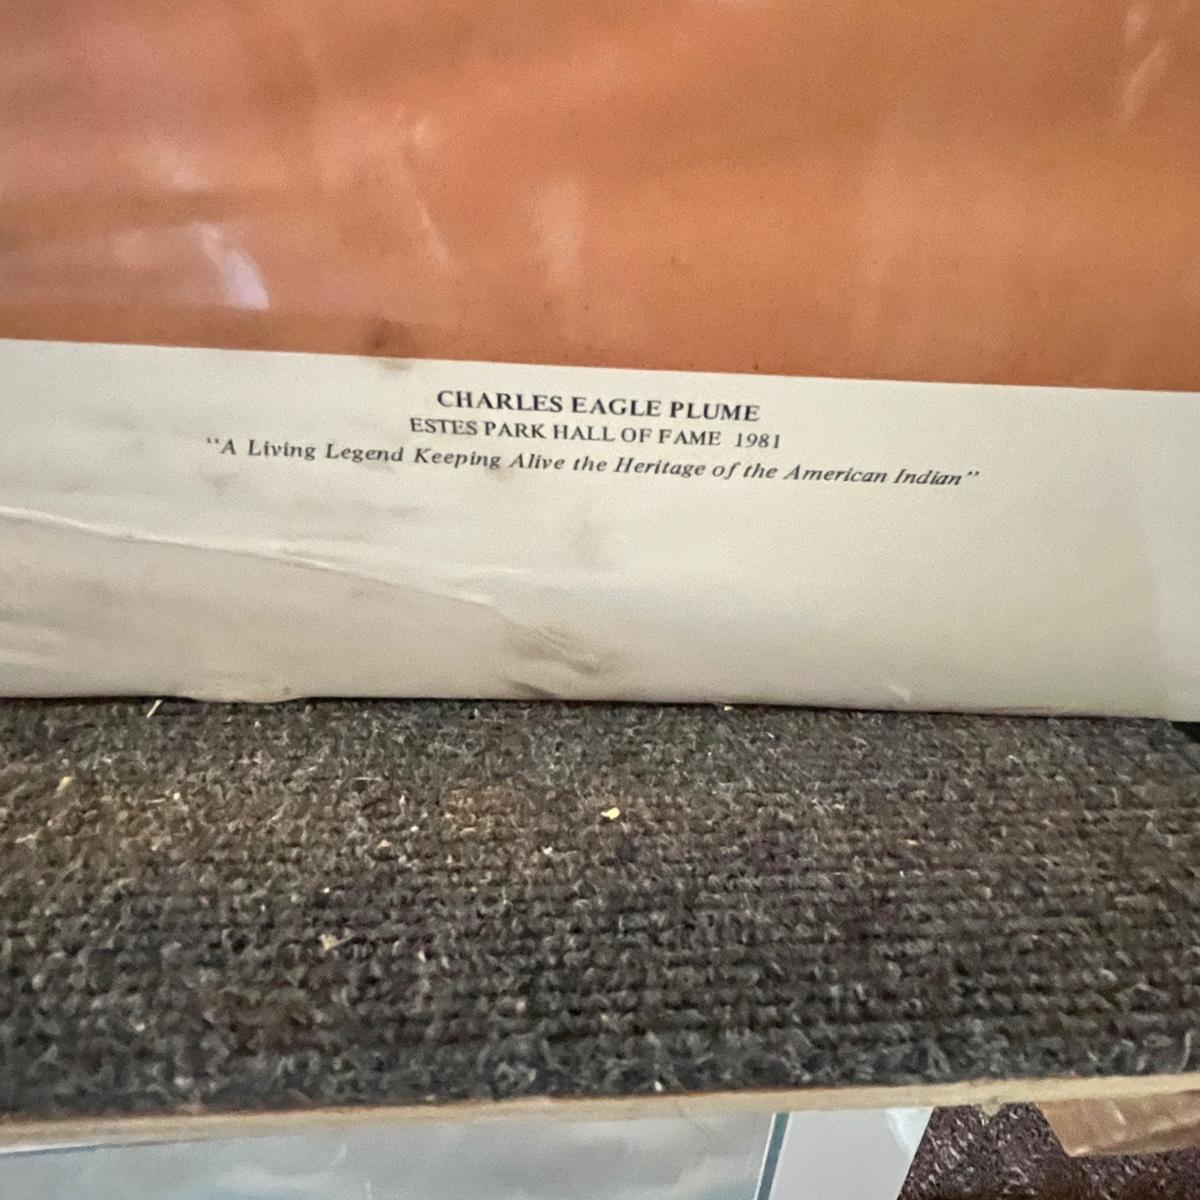 CHARLES EAGLE PLUME
ESTES PARK HALL OF FAME 1981
"A Living Legend Keeping Alive the Heritage of the American Indian"